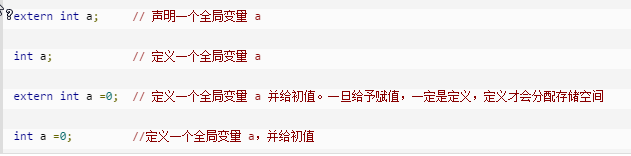 extern int a;     // 声明一个全局变量 a
int a;            // 定义一个全局变量 a
extern int a =0;  // 定义一个全局变量 a 并给初值。一旦给予赋值，一定是定义，定义才会分配存储空间
int a =0;         //定义一个全局变量 a，并给初值